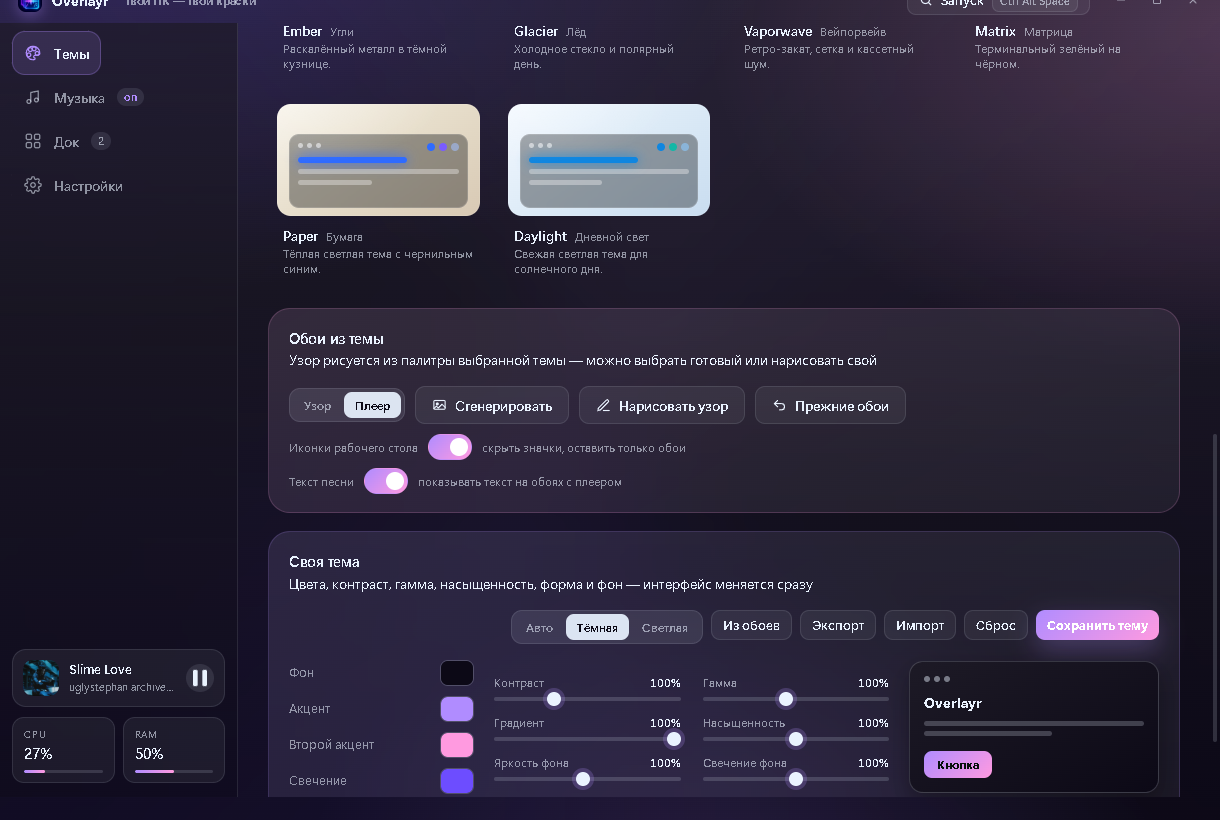 Overlayr твой ПК — твои краски
Запуск Ctrl Alt Space
Темы
Музыка on
Док 2
Настройки
Ember Угли
Раскалённый металл в тёмной
кузнице.
Glacier Лёд
Холодное стекло и полярный
день.
Vaporwave Вейпорвейв
Ретро-закат, сетка и кассетный
шум.
Matrix Матрица
Терминальный зелёный на
чёрном.
Paper Бумага
Тёплая светлая тема с чернильным
синим.
Daylight Дневной свет
Свежая светлая тема для
солнечного дня.
Обои из темы
Узор рисуется из палитры выбранной темы — можно выбрать готовый или нарисовать свой
Узор Плеер Сгенерировать Нарисовать узор Прежние обои
Иконки рабочего стола скрыть значки, оставить только обои
Текст песни показывать текст на обоях с плеером
Своя тема
Цвета, контраст, гамма, насыщенность, форма и фон — интерфейс меняется сразу
Авто Тёмная Светлая Из обоев Экспорт Импорт Сброс Сохранить тему
Фон
Акцент
Второй акцент
Свечение
Контраст 100%
Гамма 100%
Градиент 100%
Насыщенность 100%
Яркость фона 100%
Свечение фона 100%
Overlayr
Кнопка
Slime Love
uglystephan archive...
CPU
27%
RAM
50%